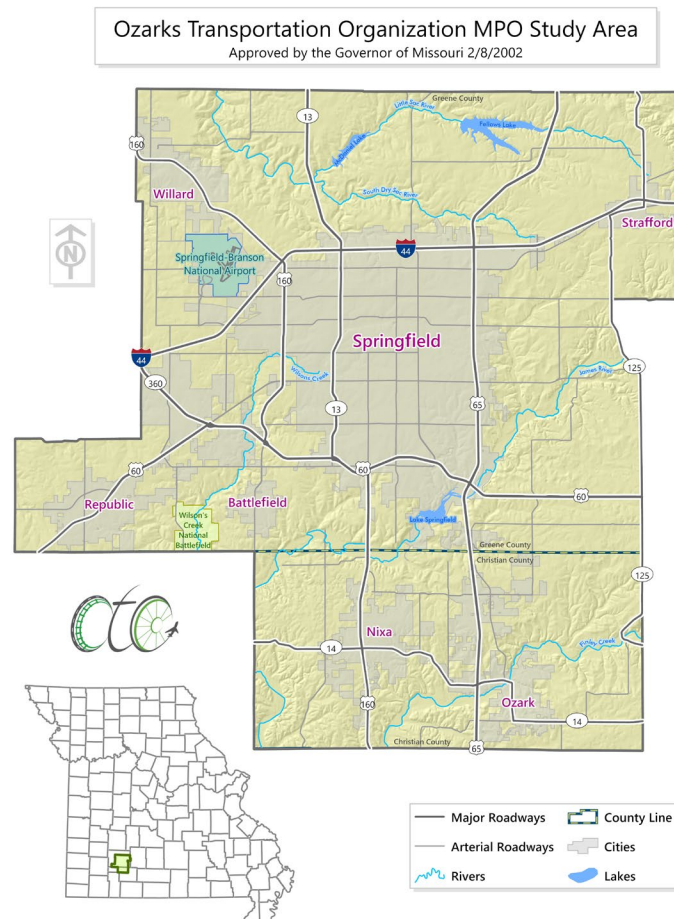 Ozarks Transportation Organization MPO Study Area
Approved by the Governor of Missouri 2/8/2002
Greene County
Little Sac River
13
Fellows Lake
McDaniel Lake
160
South Dry Sac River
Willard
Strafford
N
44
Springfield-Branson
National Airport
160
Springfield
44
Wilsons Creek
James River
125
360
13
65
60
60
60
Republic
Battlefield
Wilson's
Creek
National
Battlefield
Lake Springfield
Greene County
Christian County
125
oto
Nixa
14
Finley Creek
160
Ozark
14
Christian County
65
Major Roadways
County Line
Arterial Roadways
Cities
Rivers
Lakes